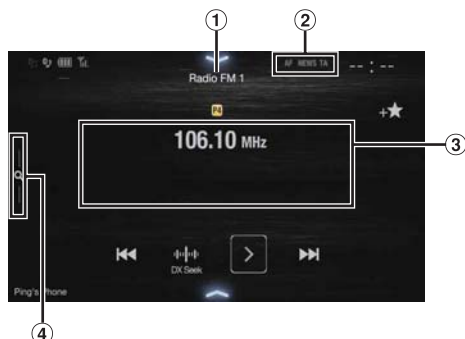 1
2
Radio FM 1
AF NEWS TA
-- : --
P4
106.10 MHz
3
DX Seek
Ping's Phone
4